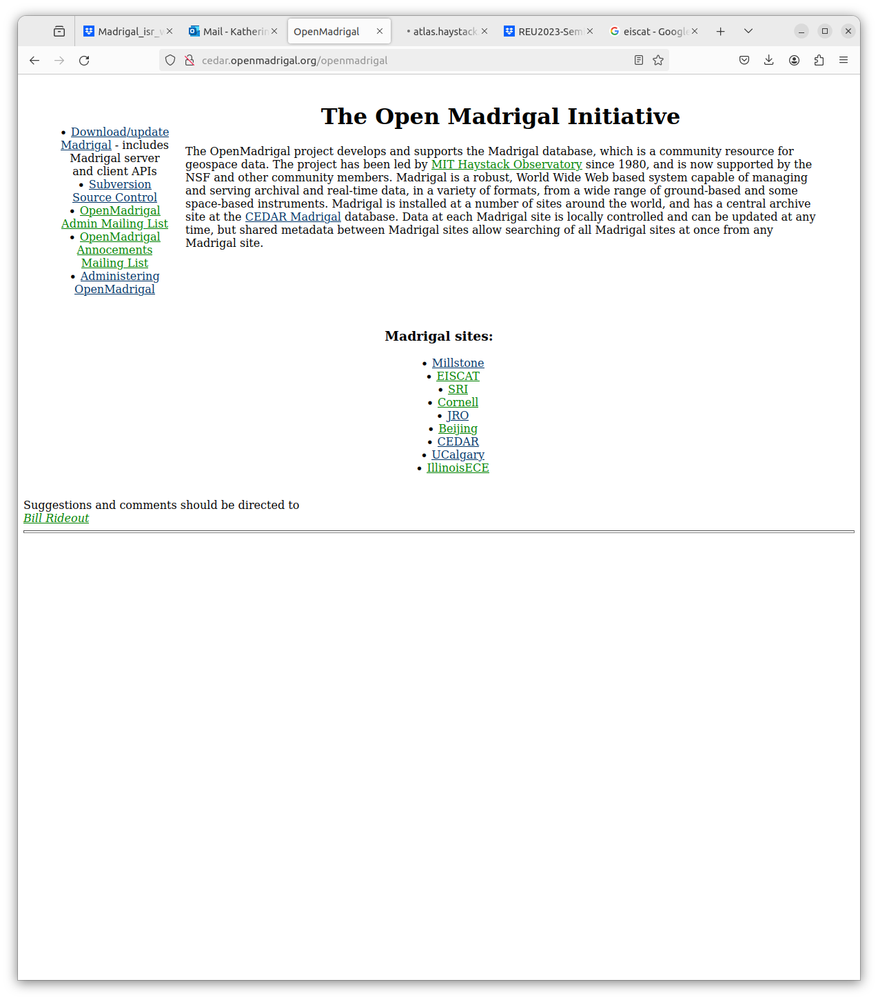 Madrigal_isr_w
Mail - Katherin
OpenMadrigal
atlas.haystack
REU2023-Sem
eiscat - Google
cedar.openmadrigal.org/openmadrigal
The Open Madrigal Initiative
• Download/update
Madrigal - includes
Madrigal server
and client APIs
• Subversion
Source Control
• OpenMadrigal
Admin Mailing List
• OpenMadrigal
Annocements
Mailing List
• Administering
OpenMadrigal
The OpenMadrigal project develops and supports the Madrigal database, which is a community resource for
geospace data. The project has been led by MIT Haystack Observatory since 1980, and is now supported by the
NSF and other community members. Madrigal is a robust, World Wide Web based system capable of managing
and serving archival and real-time data, in a variety of formats, from a wide range of ground-based and some
space-based instruments. Madrigal is installed at a number of sites around the world, and has a central archive
site at the CEDAR Madrigal database. Data at each Madrigal site is locally controlled and can be updated at any
time, but shared metadata between Madrigal sites allow searching of all Madrigal sites at once from any
Madrigal site.
Madrigal sites:
• Millstone
• EISCAT
• SRI
• Cornell
• JRO
• Beijing
• CEDAR
• UCalgary
• IllinoisECE
Suggestions and comments should be directed to
Bill Rideout